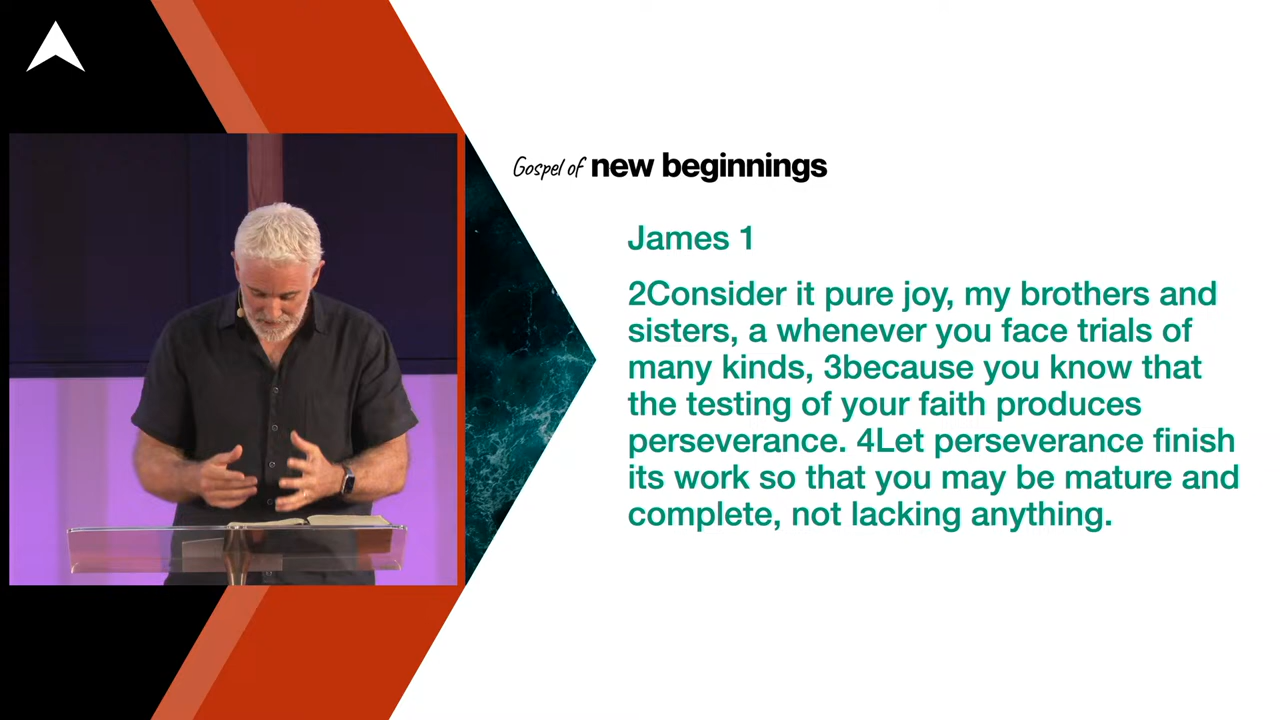 Gospel of new beginnings
James 1
2Consider it pure joy, my brothers and
sisters, a whenever you face trials of
many kinds, 3because you know that
the testing of your faith produces
perseverance. 4Let perseverance finish
its work so that you may be mature and
complete, not lacking anything.